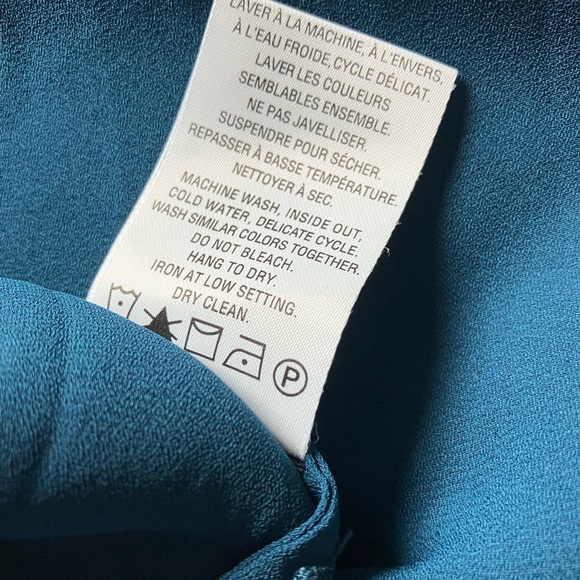 LAVER À LA MACHINE, À L'ENVERS,
À L'EAU FROIDE, CYCLE DÉLICAT.
LAVER LES COULEURS
SEMBLABLES ENSEMBLE.
NE PAS JAVELLISER.
SUSPENDRE POUR SÉCHER.
REPASSER À BASSE TEMPÉRATURE.
NETTOYER À SEC.
MACHINE WASH, INSIDE OUT,
COLD WATER, DELICATE CYCLE.
WASH SIMILAR COLORS TOGETHER.
DO NOT BLEACH.
HANG TO DRY.
IRON AT LOW SETTING.
DRY CLEAN.
P